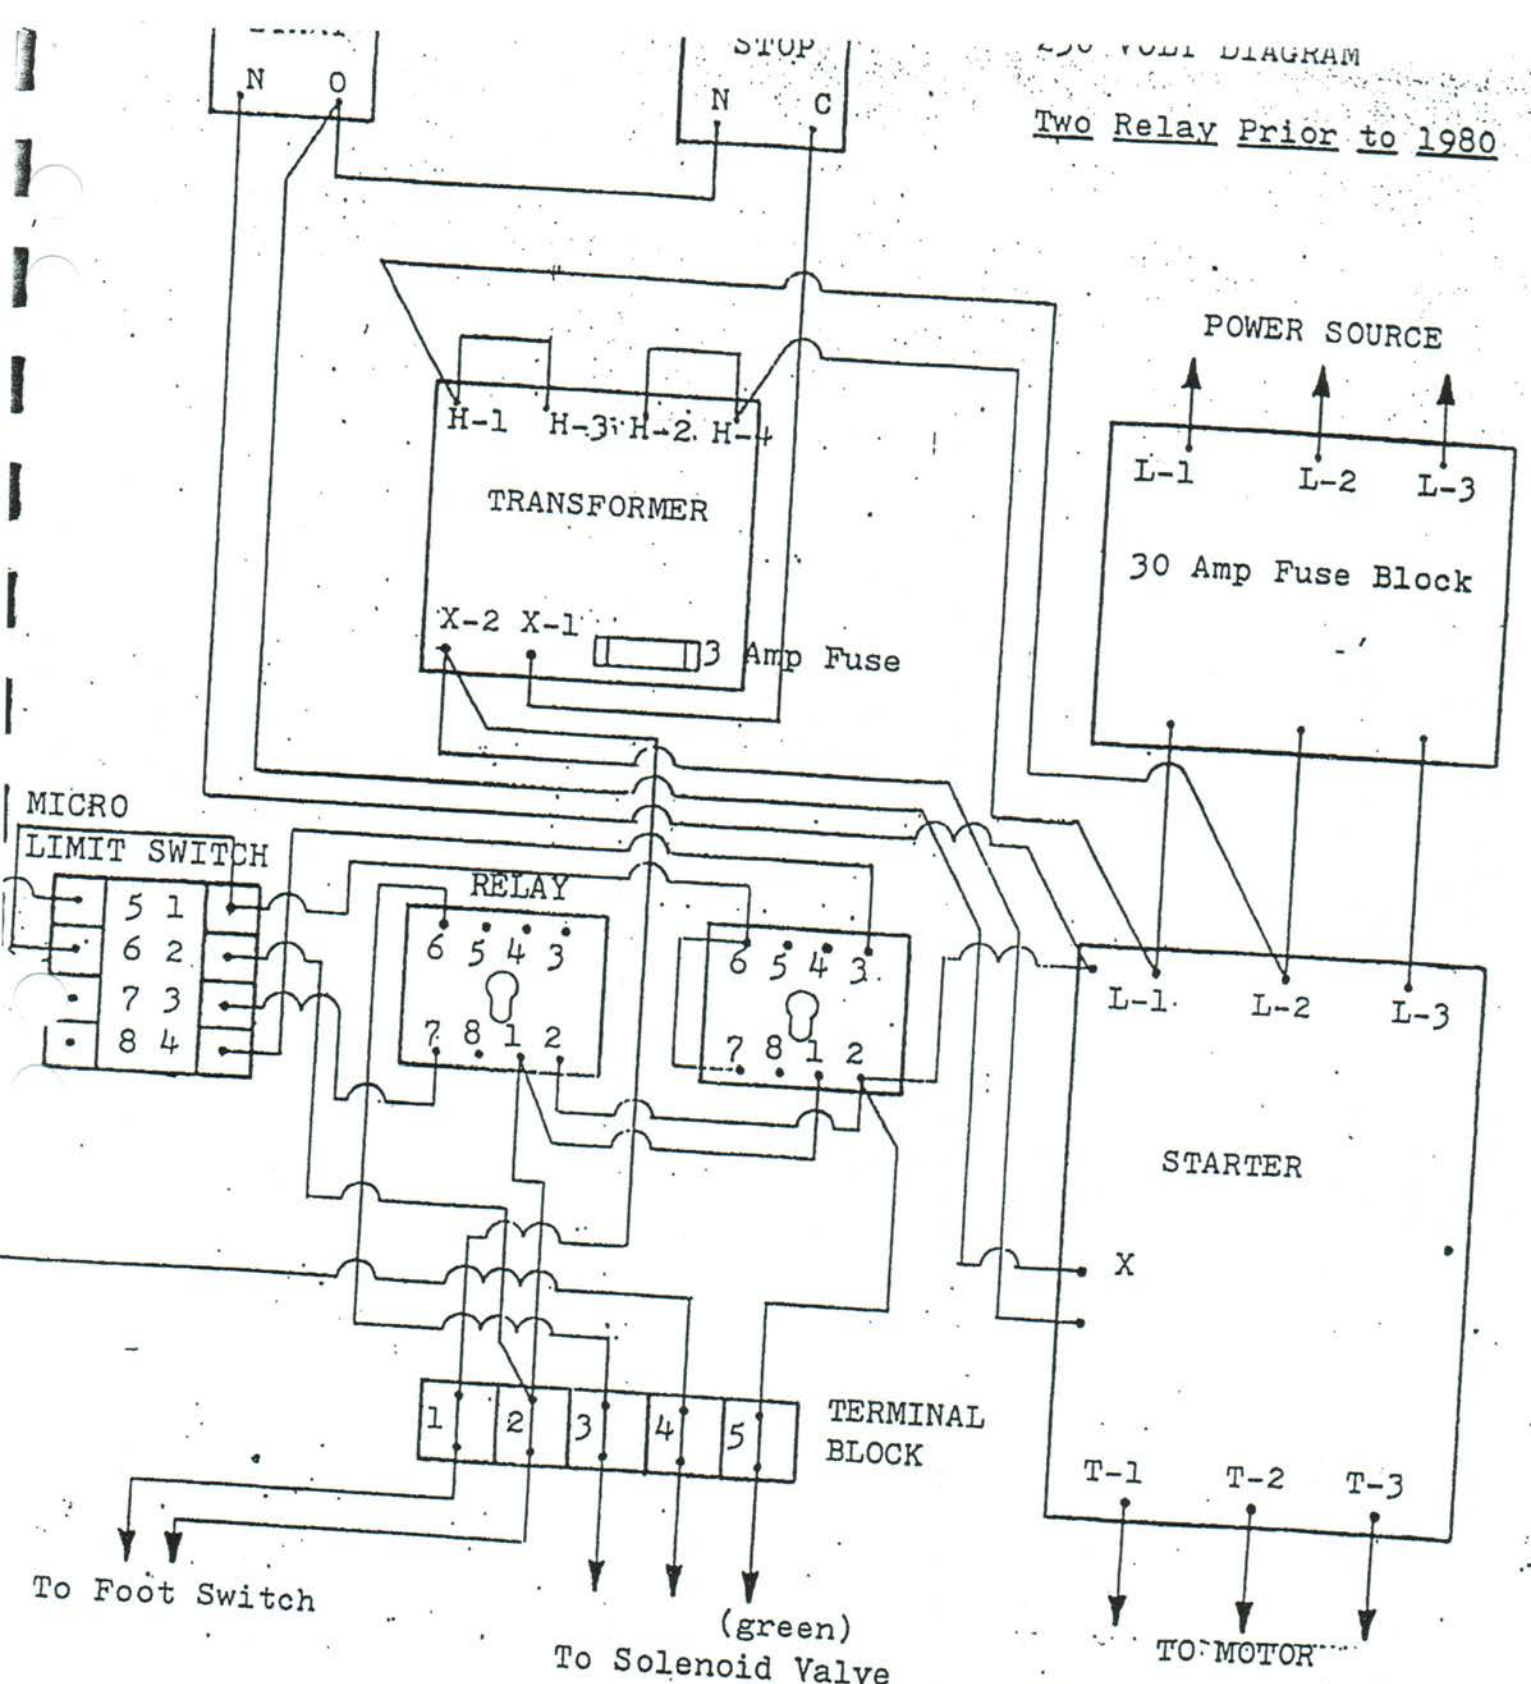 STOP
N O
N C
VOLT DIAGRAM
Two Relay Prior to 1980
POWER SOURCE
H-1 H-3 H-2 H-4
TRANSFORMER
L-1 L-2 L-3
30 Amp Fuse Block
X-2 X-1
3 Amp Fuse
MICRO
LIMIT SWITCH
RELAY
5 1
6 2
7 3
8 4
6 5 4 3
7 8 1 2
6 5 4 3
7 8 1 2
L-1 L-2 L-3
STARTER
X
1 2 3 4 5
TERMINAL
BLOCK
T-1 T-2 T-3
To Foot Switch
(green)
To Solenoid Valve
TO MOTOR